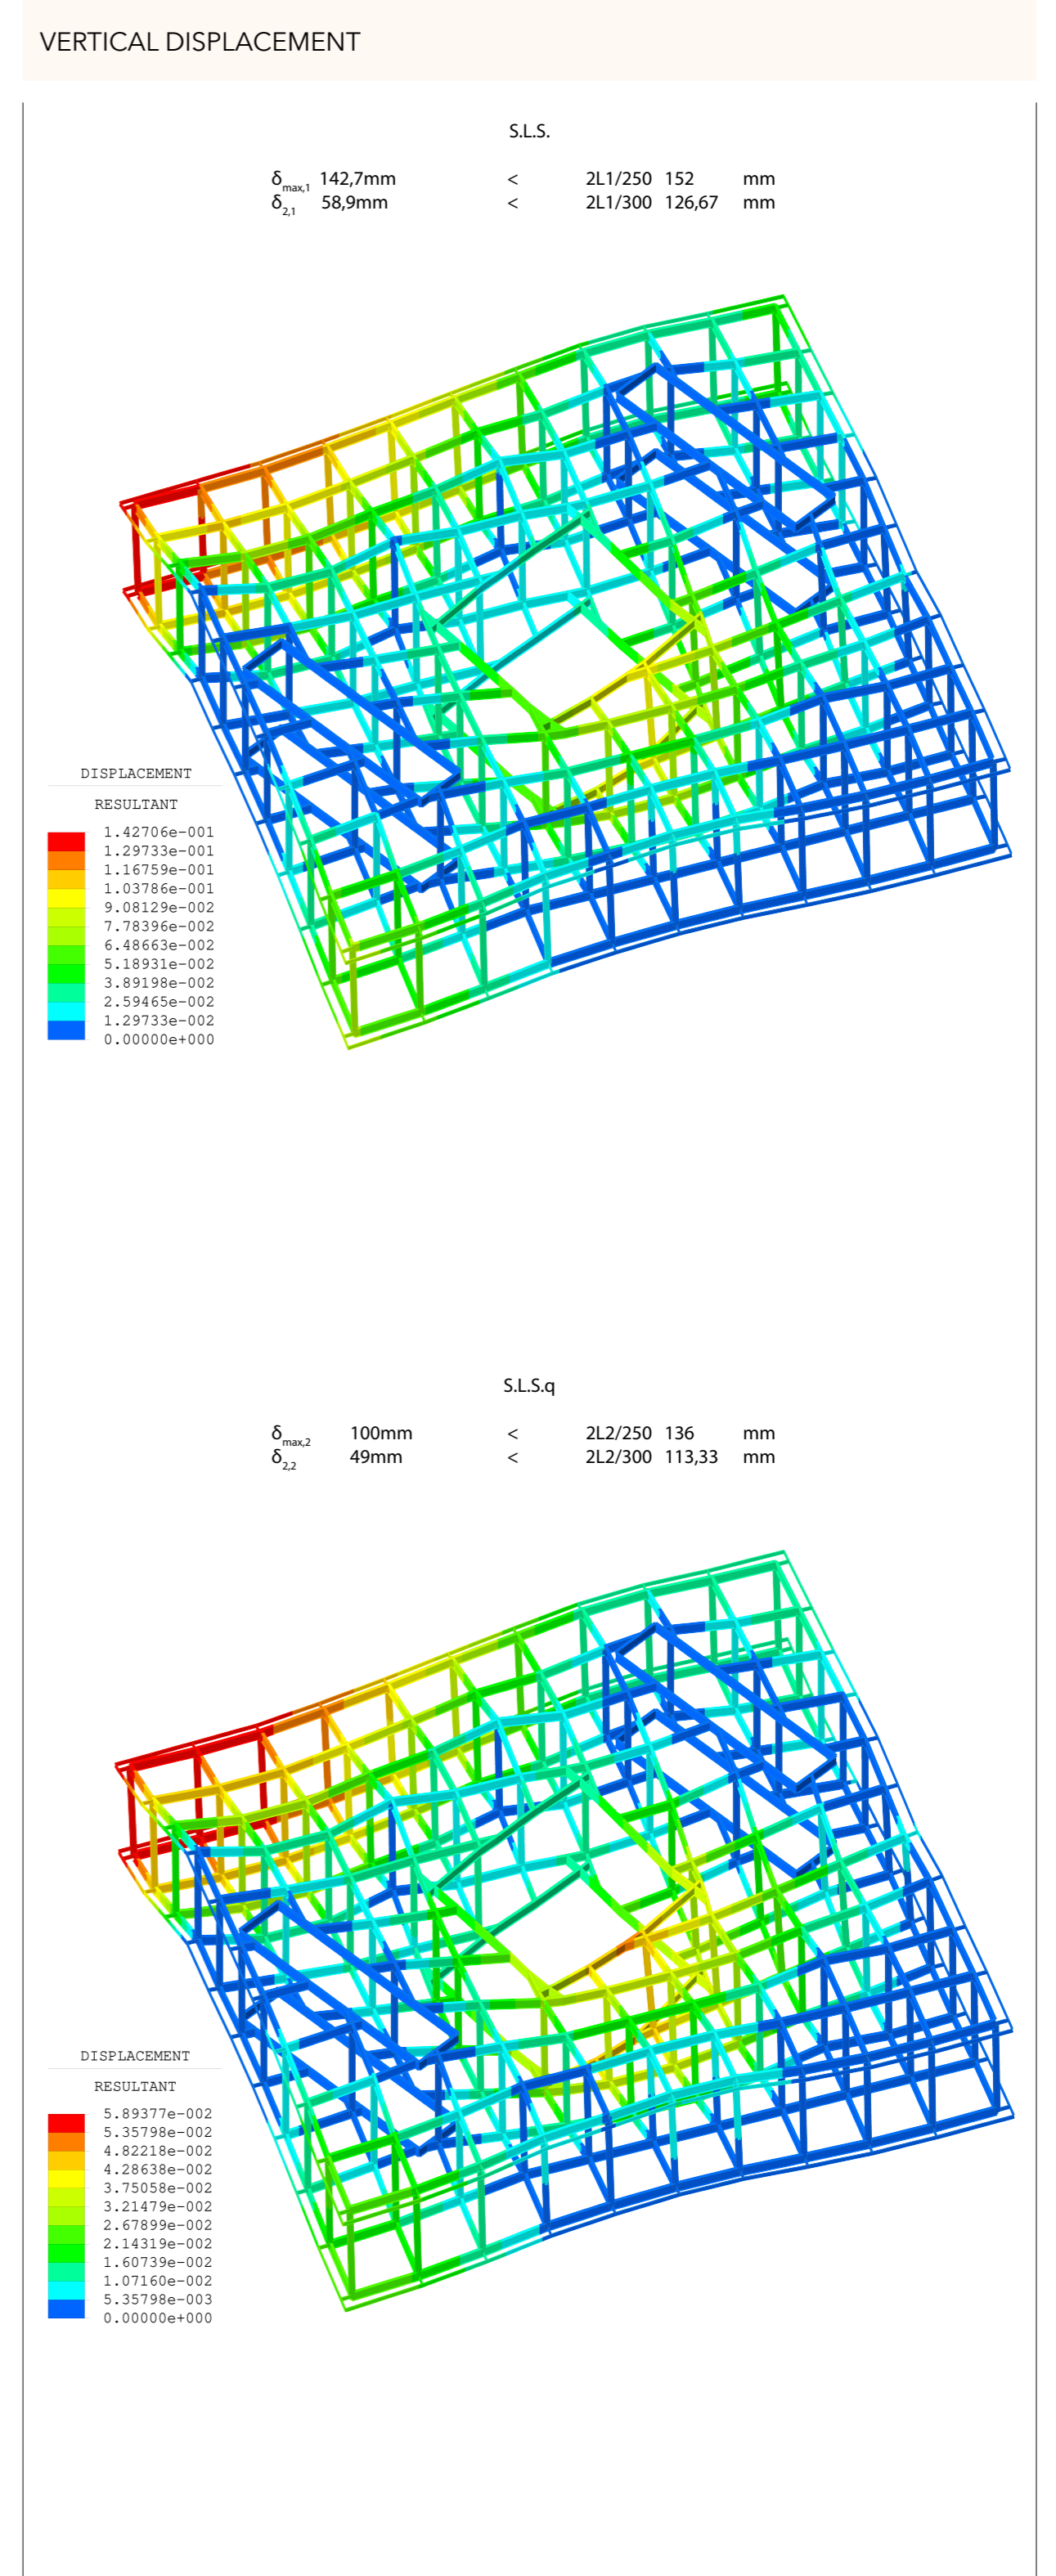 VERTICAL DISPLACEMENT
S.L.S.
δmax,1 142,7mm < 2L1/250 152 mm
δ2,1 58,9mm < 2L1/300 126,67 mm
DISPLACEMENT
RESULTANT
1.42706e-001
1.29733e-001
1.16759e-001
1.03786e-001
9.08129e-002
7.78396e-002
6.48663e-002
5.18931e-002
3.89198e-002
2.59465e-002
1.29733e-002
0.00000e+000
S.L.S.q
δmax,2 100mm < 2L2/250 136 mm
δ2,2 49mm < 2L2/300 113,33 mm
DISPLACEMENT
RESULTANT
5.89377e-002
5.35798e-002
4.82218e-002
4.28638e-002
3.75058e-002
3.21479e-002
2.67899e-002
2.14319e-002
1.60739e-002
1.07160e-002
5.35798e-003
0.00000e+000